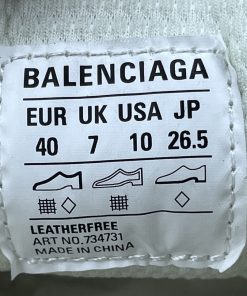 BALENCIAGA
EUR UK USA JP
40 7 10 26.5
LEATHERFREE
ART NO.734731
MADE IN CHINA